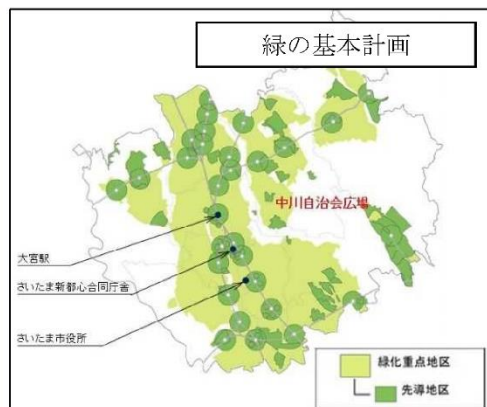 緑の基本計画
中川自治会広場
大宮駅
さいたま新都心合同庁舎
さいたま市役所
緑化重点地区
先導地区